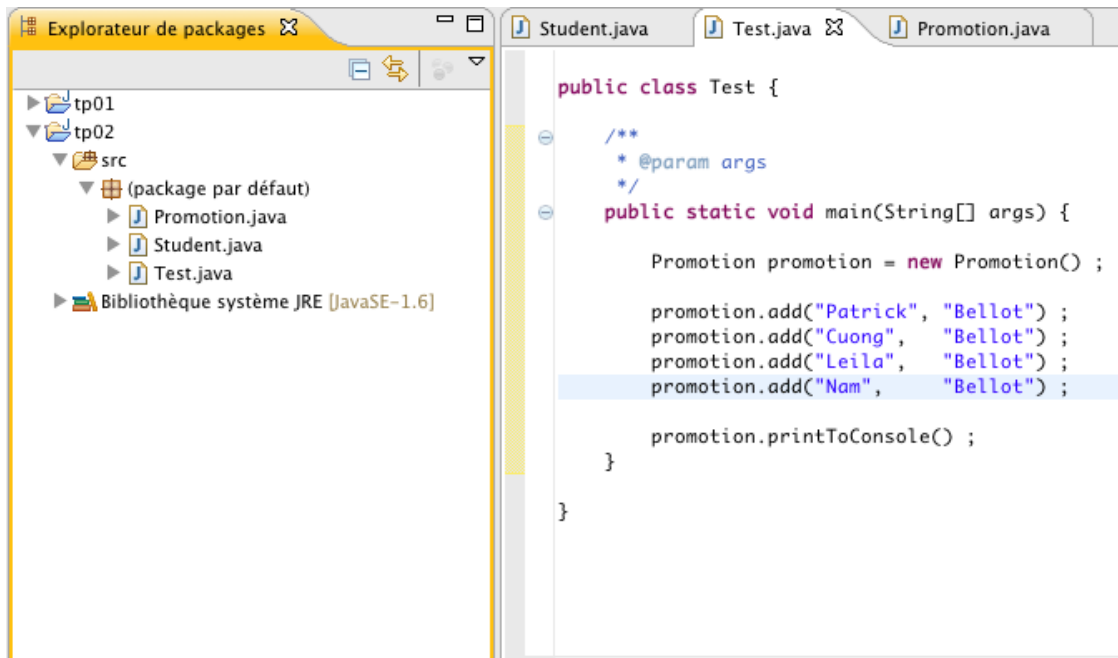 Explorateur de packages
tp01
tp02
src
(package par défaut)
Promotion.java
Student.java
Test.java
Bibliothèque système JRE [JavaSE-1.6]
Student.java Test.java Promotion.java
public class Test {
/**
* @param args
*/
public static void main(String[] args) {
Promotion promotion = new Promotion() ;
promotion.add("Patrick", "Bellot") ;
promotion.add("Cuong", "Bellot") ;
promotion.add("Leila", "Bellot") ;
promotion.add("Nam", "Bellot") ;
promotion.printToConsole() ;
}
}